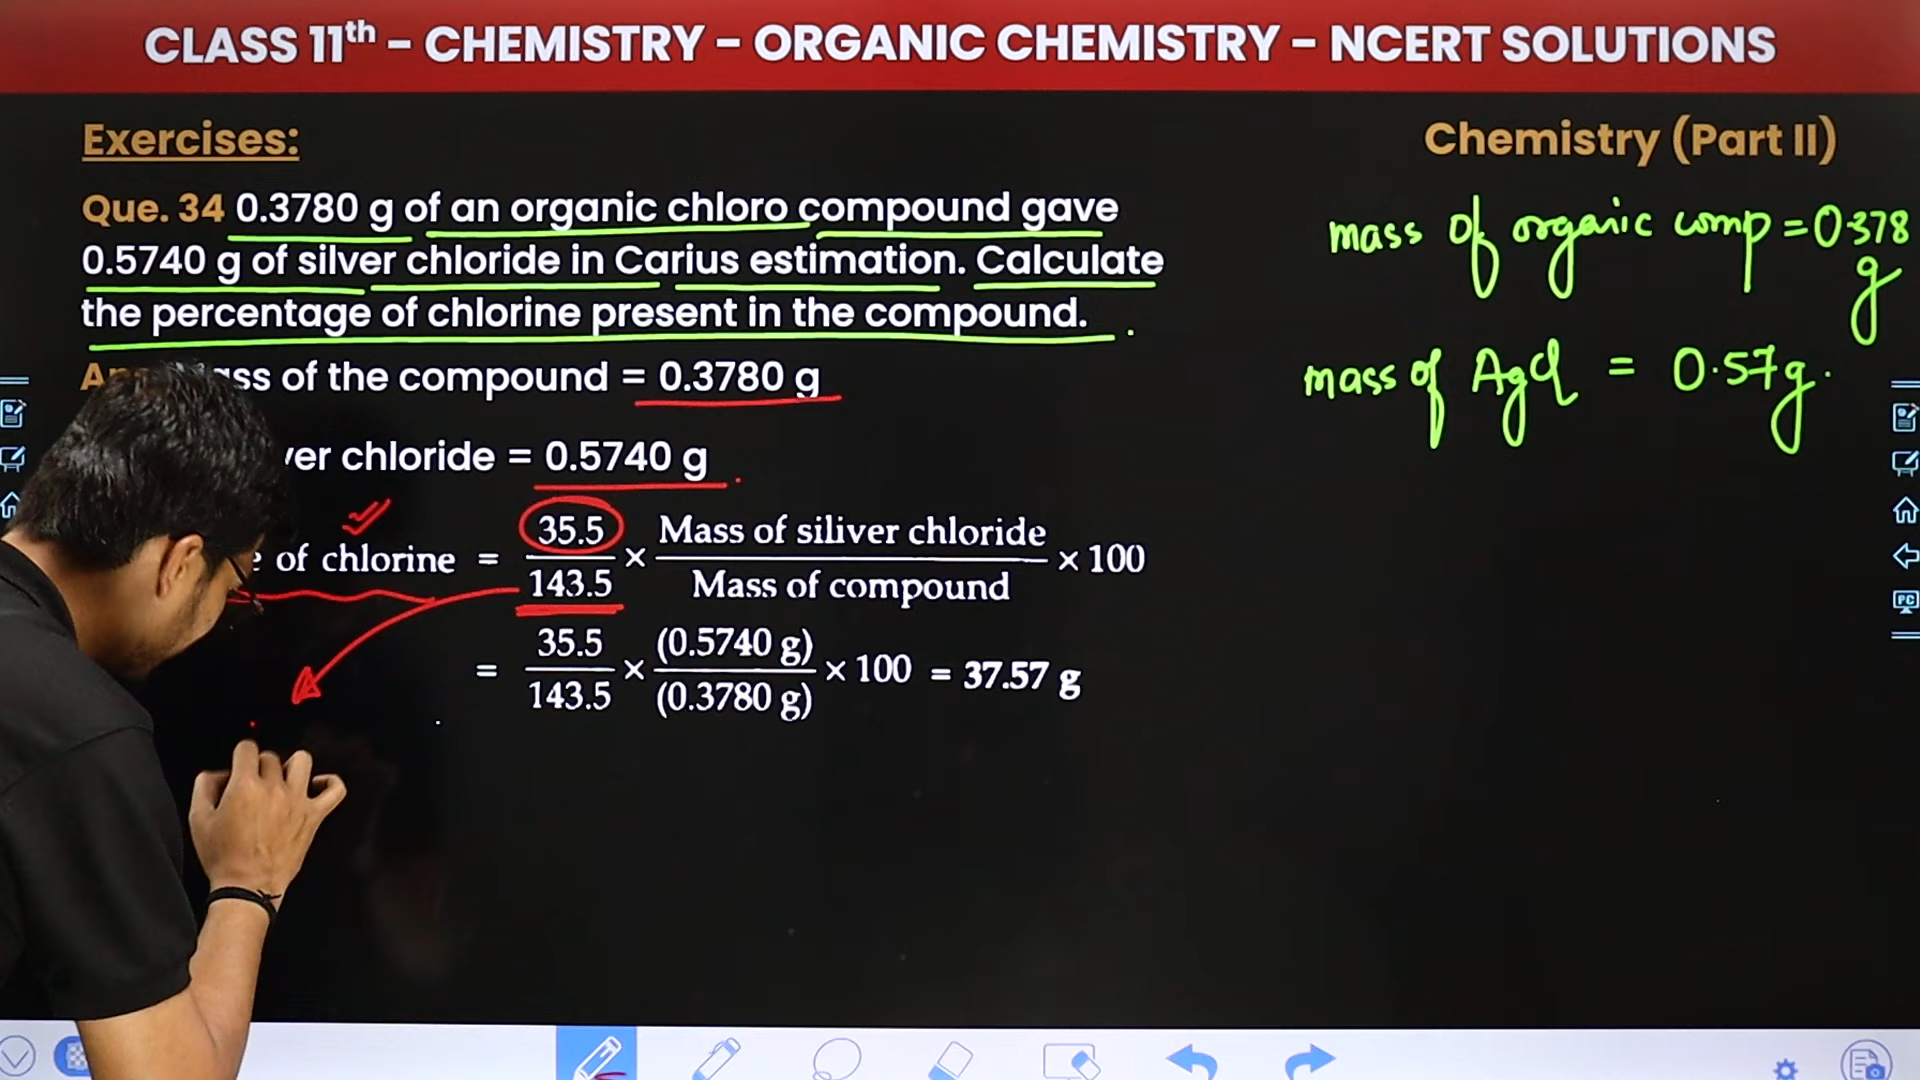 CLASS 11th - CHEMISTRY - ORGANIC CHEMISTRY - NCERT SOLUTIONS
Exercises:
Chemistry (Part II)
Que. 34 0.3780 g of an organic chloro compound gave
0.5740 g of silver chloride in Carius estimation. Calculate
the percentage of chlorine present in the compound.
mass of organic comp = 0.378
g
mass of AgCl = 0.57g.
of the compound = 0.3780 g
chloride = 0.5740 g
of chlorine = 35.5/143.5 × Mass of siliver chloride/Mass of compound × 100
= 35.5/143.5 × (0.5740 g)/(0.3780 g) × 100 = 37.57 g
PC